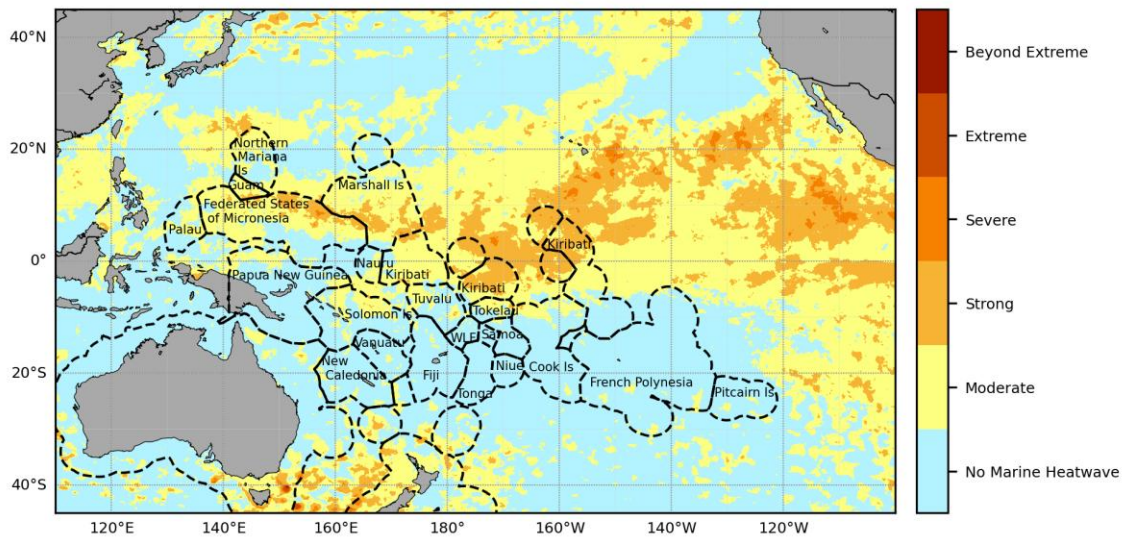 40°N
20°N
0°
20°S
40°S
120°E
140°E
160°E
180°
160°W
140°W
120°W
Northern
Mariana
Is
Guam
Marshall Is
Federated States
of Micronesia
Palau
Kiribati
Nauru
Papua New Guinea
Kiribati
Kiribati
Tuvalu
Tokelau
Solomon Is
WLF
Samoa
Vanuatu
New
Caledonia
Fiji
Niue
Cook Is
Tonga
French Polynesia
Pitcairn Is
Beyond Extreme
Extreme
Severe
Strong
Moderate
No Marine Heatwave